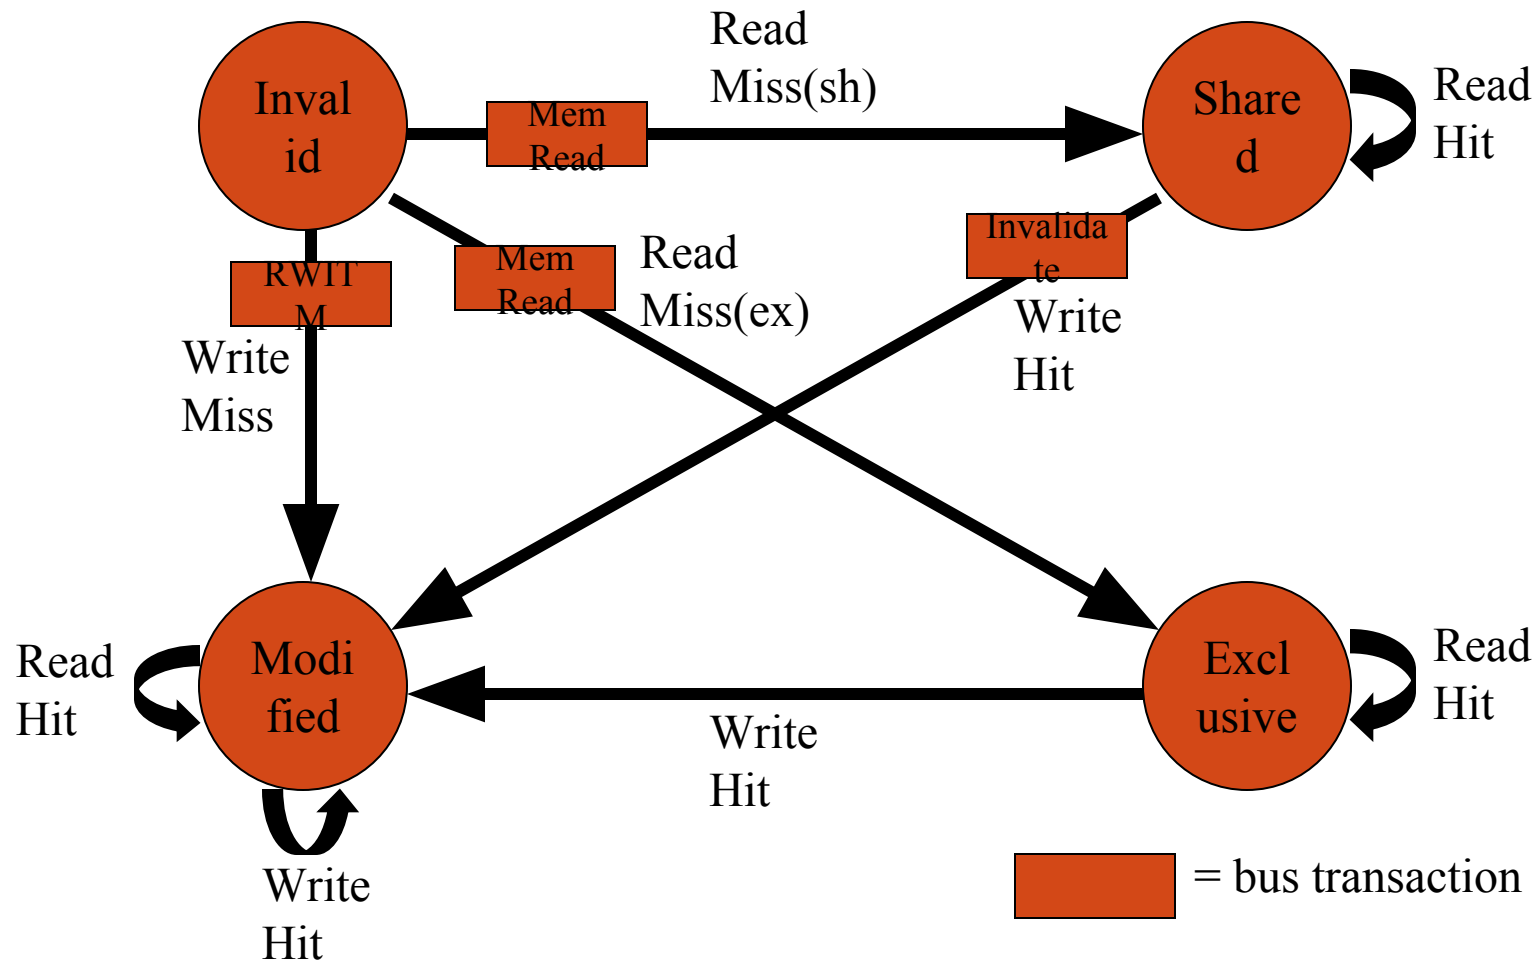 Read
Miss(sh)
Inval
id
Mem
Read
Share
d
Read
Hit
RWIT
M
Write
Miss
Mem
Read
Read
Miss(ex)
Invalida
te
Write
Hit
Read
Hit
Modi
fied
Write
Hit
Excl
usive
Read
Hit
Write
Hit
= bus transaction